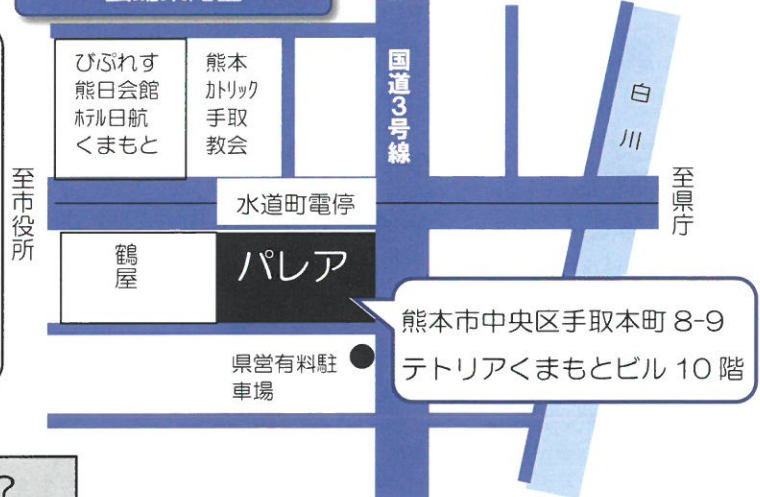 びぷれす
熊日会館
ホテル日航
くまもと
熊本
カトリック
手取
教会
国道3号線
白川
至市役所
水道町電停
至県庁
鶴屋
パレア
熊本市中央区手取本町 8-9
テトリアくまもとビル 10 階
県営有料駐
車場
?